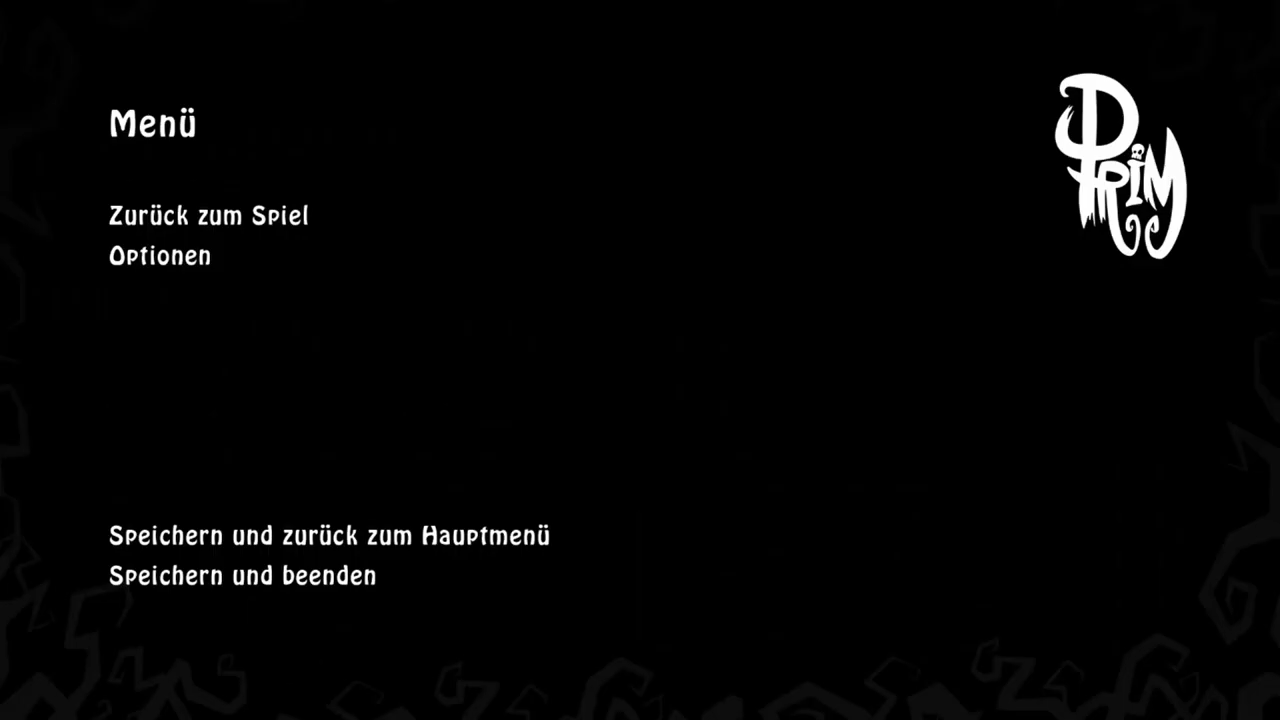 Menü
PRIM
Zurück zum Spiel
Optionen
Speichern und zurück zum Hauptmenü
Speichern und beenden